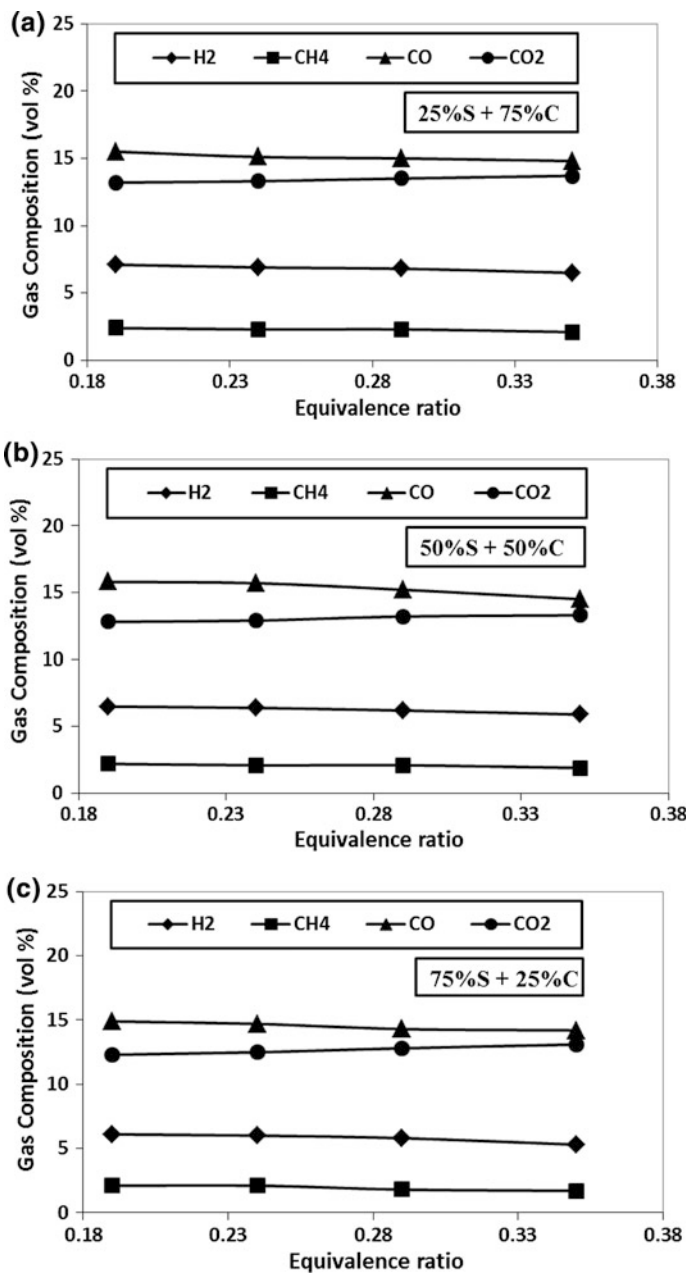 (a)
25
20
15
10
5
0
Gas Composition (vol %)
H2 CH4 CO CO2
25%S + 75%C
0.18 0.23 0.28 0.33 0.38
Equivalence ratio
(b)
25
20
15
10
5
0
Gas Composition (vol %)
H2 CH4 CO CO2
50%S + 50%C
0.18 0.23 0.28 0.33 0.38
Equivalence ratio
(c)
25
20
15
10
5
0
Gas Composition (vol %)
H2 CH4 CO CO2
75%S + 25%C
0.18 0.23 0.28 0.33 0.38
Equivalence ratio